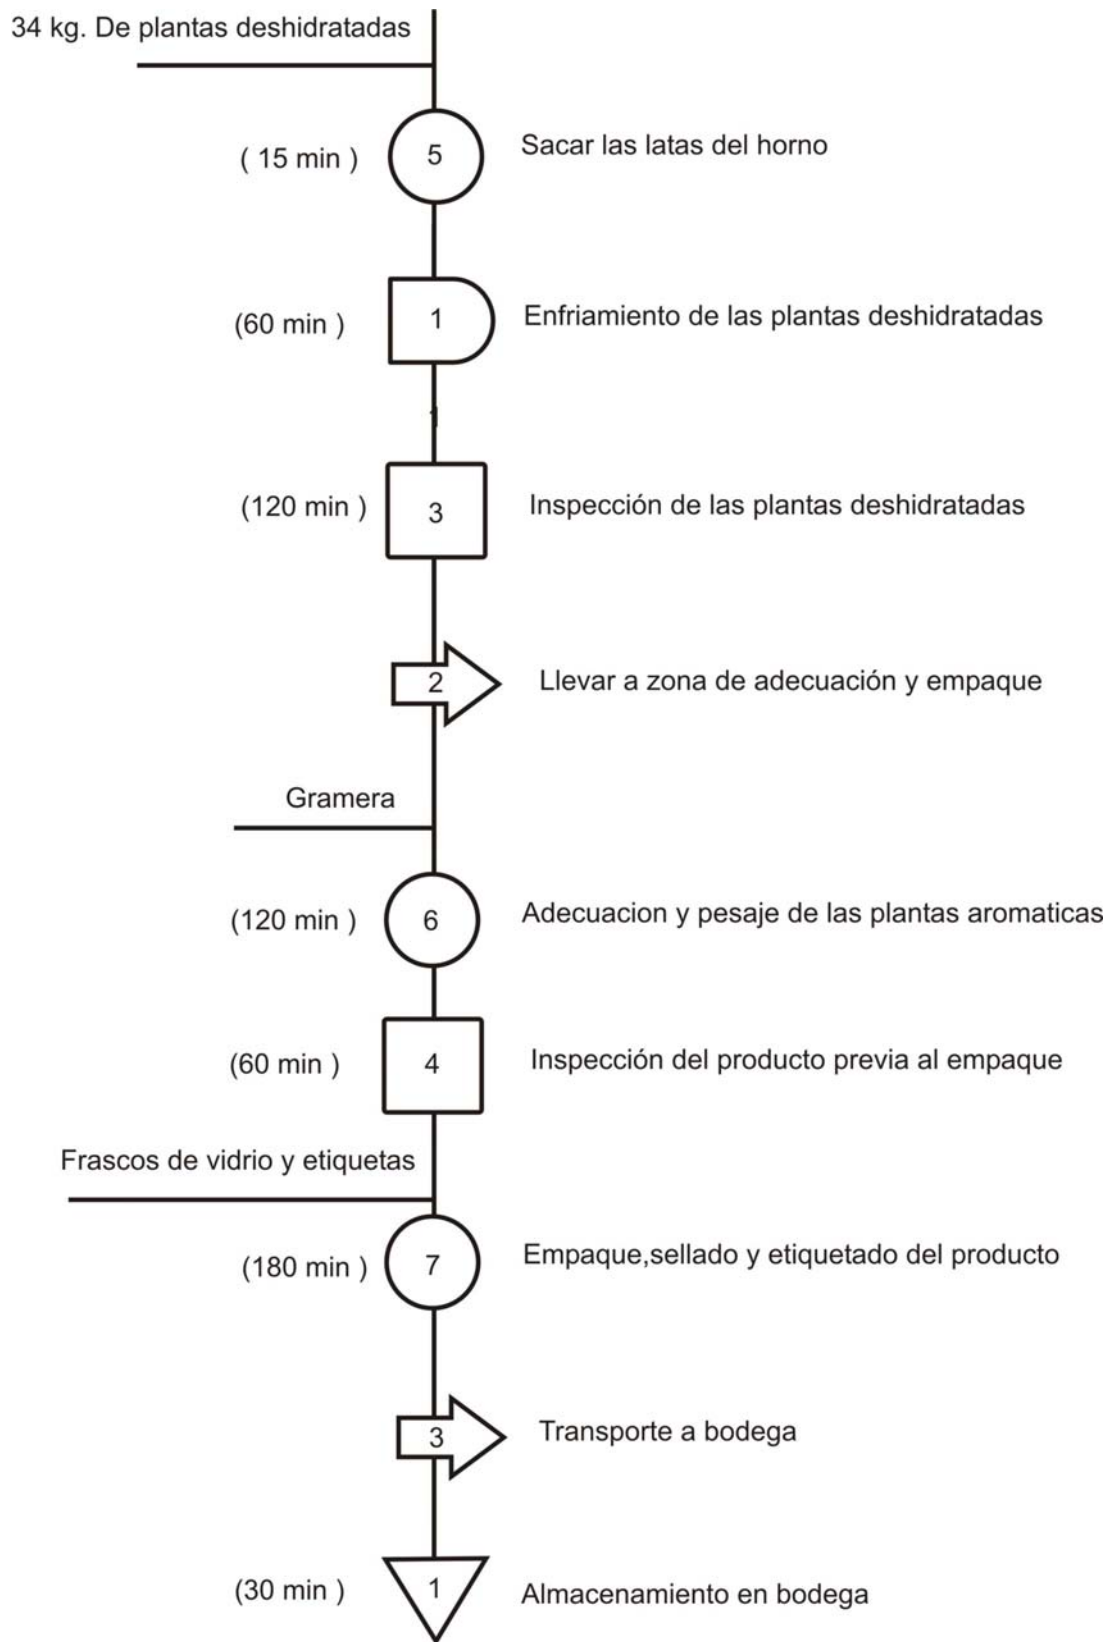 34 kg. De plantas deshidratadas
( 15 min )
5
Sacar las latas del horno
(60 min )
1
Enfriamiento de las plantas deshidratadas
1
(120 min )
3
Inspección de las plantas deshidratadas
2
Llevar a zona de adecuación y empaque
Gramera
(120 min )
6
Adecuacion y pesaje de las plantas aromaticas
(60 min )
4
Inspección del producto previa al empaque
Frascos de vidrio y etiquetas
(180 min )
7
Empaque,sellado y etiquetado del producto
3
Transporte a bodega
(30 min )
1
Almacenamiento en bodega